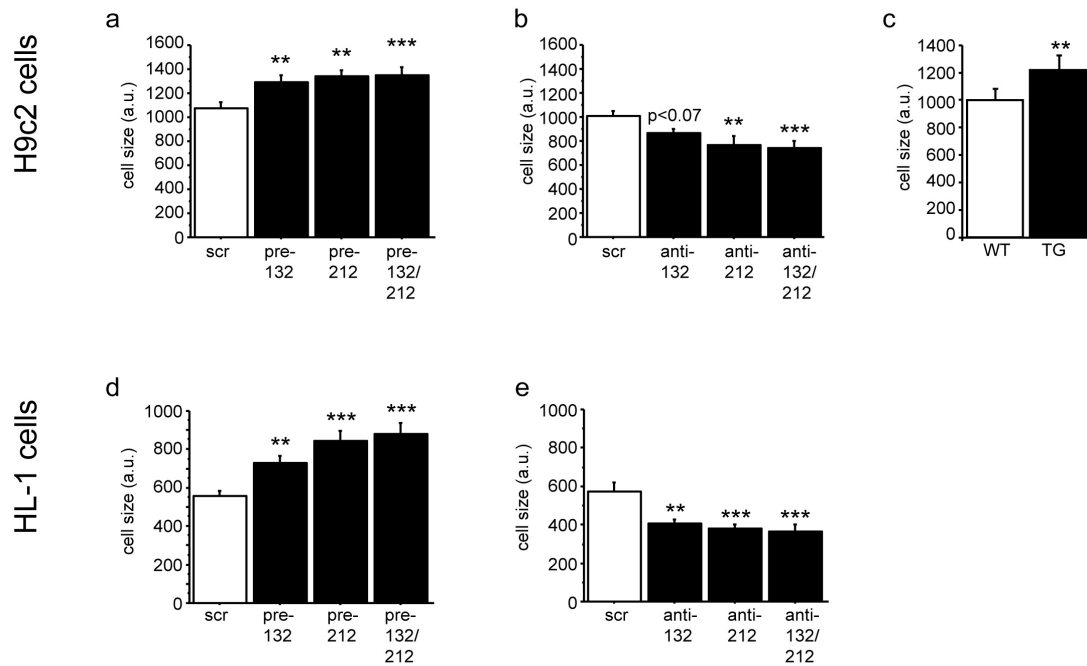 H9c2 cells
a
cell size (a.u.)
1600
1400
1200
1000
800
600
400
200
0
** ** ***
scr pre- pre- pre-
132 212 132/
212
b
cell size (a.u.)
1600
1400
1200
1000
800
600
400
200
0
p<0.07 ** ***
scr anti- anti- anti-
132 212 132/
212
c
cell size (a.u.)
1400
1200
1000
800
600
400
200
0
**
WT TG
HL-1 cells
d
cell size (a.u.)
1000
800
600
400
200
0
** *** ***
scr pre- pre- pre-
132 212 132/
212
e
cell size (a.u.)
1000
800
600
400
200
0
** *** ***
scr anti- anti- anti-
132 212 132/
212